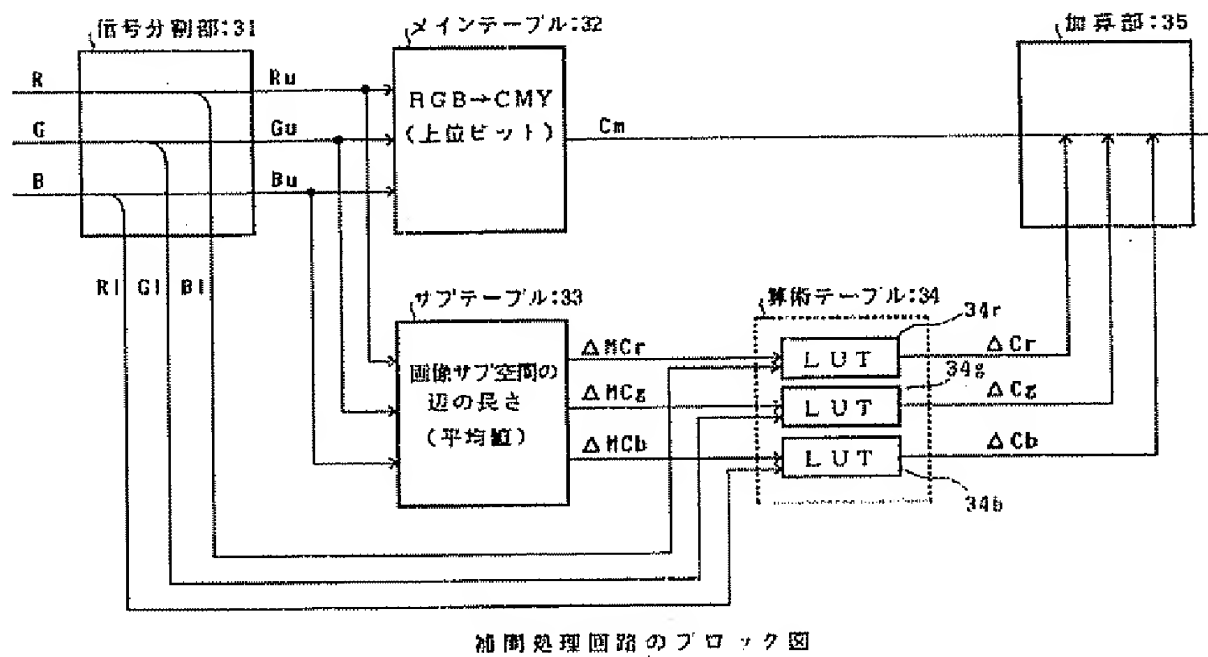 信号分割部:31
メインテーブル:32
加算部:35
R
Ru
G
Gu
B
Bu
RGB→CMY
(上位ビット)
Cm
Rl
Gl
Bl
サブテーブル:33
算術テーブル:34
34r
画像サブ空間の
辺の長さ
(平均値)
ΔMCr
LUT
ΔCr
34g
ΔMCg
LUT
ΔCg
ΔMCb
LUT
ΔCb
34b
補間処理回路のブロック図